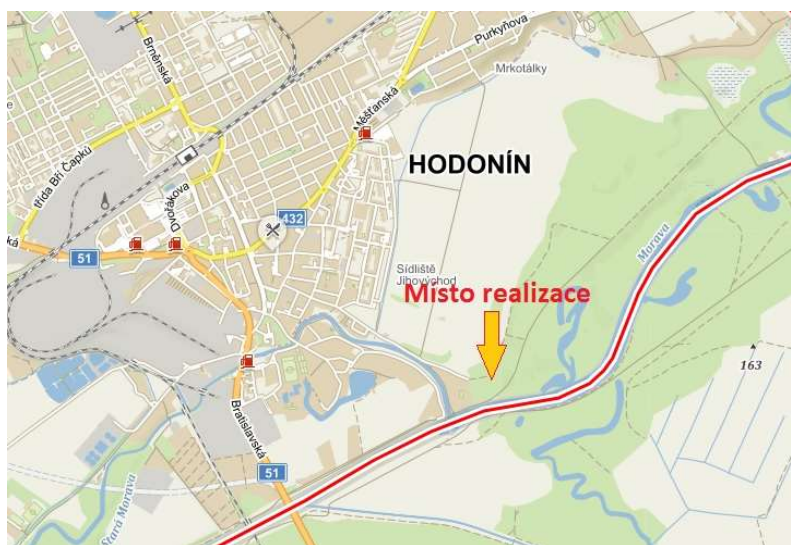 Brněnská
Purkyňova
Mrkotálky
Měšťanská
třída Bří Čapků
HODONÍN
Dvořákova
432
Morava
51
Sídliště
Jihovýchod
Místo realizace
163
Bratislavská
51
Stará Morava